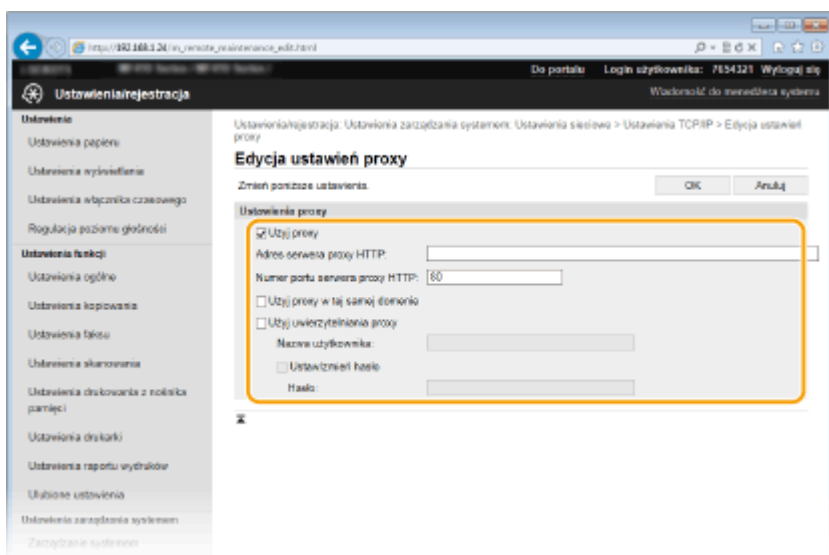 http://192.168.1.24/m_remote_maintenance_edit.html
Do portalu Login użytkownika: 7654321 Wyloguj się
Ustawienia/rejestracja
Wiadomość do menedżera systemu
Ustawienia
Ustawienia papieru
Ustawienia wyświetlania
Ustawienia włącznika czasowego
Regulacja poziomu głośności
Ustawienia funkcji
Ustawienia ogólne
Ustawienia kopiowania
Ustawienia faksu
Ustawienia skanowania
Ustawienia drukowania z nośnika
pamięci
Ustawienia drukarki
Ustawienia raportu wydruków
Ulubione ustawienia
Ustawienia zarządzania systemem
Zarządzanie systemem
Ustawienia/rejestracja: Ustawienia zarządzania systemem: Ustawienia sieciowe > Ustawienia TCP/IP > Edycja ustawień
proxy
Edycja ustawień proxy
Zmień poniższe ustawienia.
OK Anuluj
Ustawienia proxy
Użyj proxy
Adres serwera proxy HTTP:
Numer portu serwera proxy HTTP: 80
Użyj proxy w tej samej domenie
Użyj uwierzytelniania proxy
Nazwa użytkownika:
Ustaw/zmień hasło
Hasło: